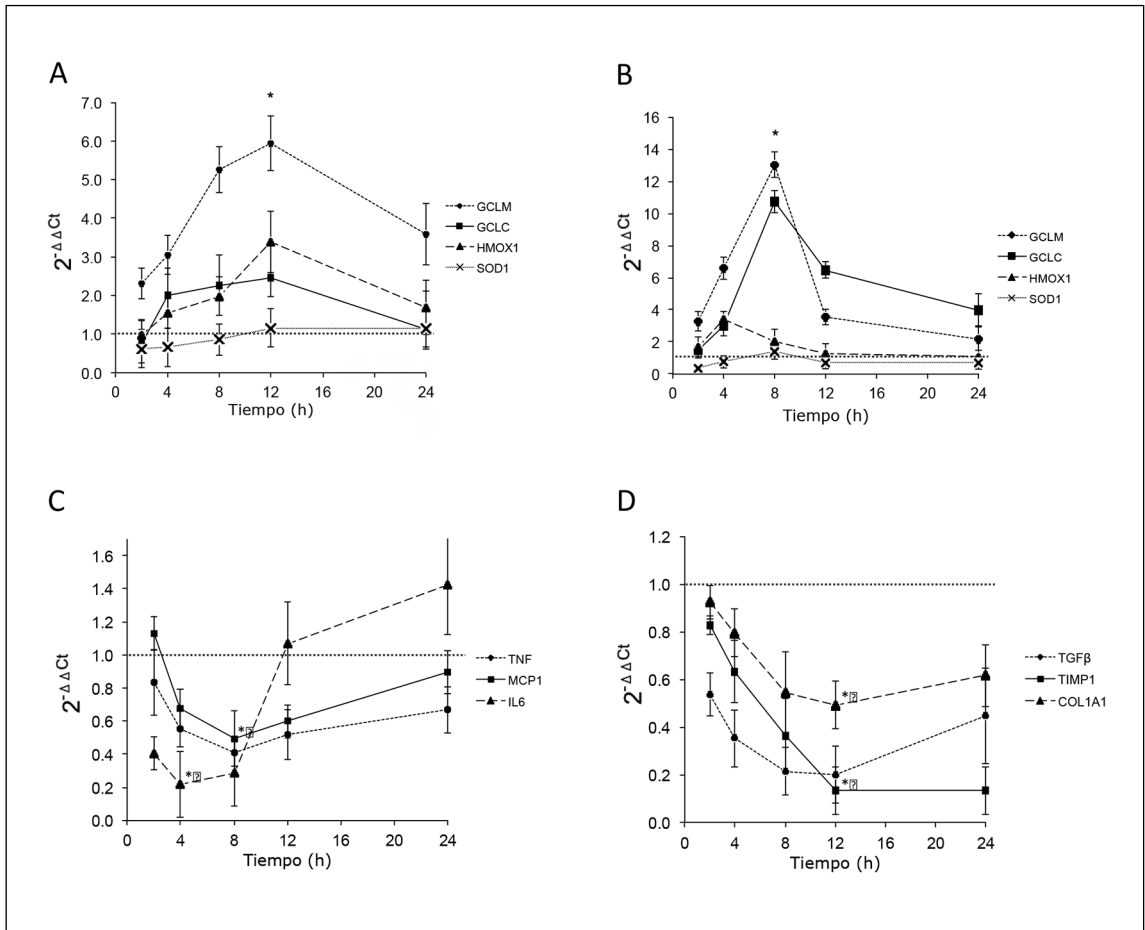 A
*
7.0
6.0
5.0
4.0
3.0
2.0
1.0
0.0
2^-ΔΔCt
0 4 8 12 16 20 24
Tiempo (h)
GCLM
GCLC
HMOX1
SOD1
B
*
16
14
12
10
8
6
4
2
0
2^-ΔΔCt
0 4 8 12 16 20 24
Tiempo (h)
GCLM
GCLC
HMOX1
SOD1
C
1.6
1.4
1.2
1.0
0.8
0.6
0.4
0.2
0.0
2^-ΔΔCt
*
*
0 4 8 12 16 20 24
Tiempo (h)
TNF
MCP1
IL6
D
1.2
1.0
0.8
0.6
0.4
0.2
0.0
2^-ΔΔCt
*
*
0 4 8 12 16 20 24
Tiempo (h)
TGFβ
TIMP1
COL1A1